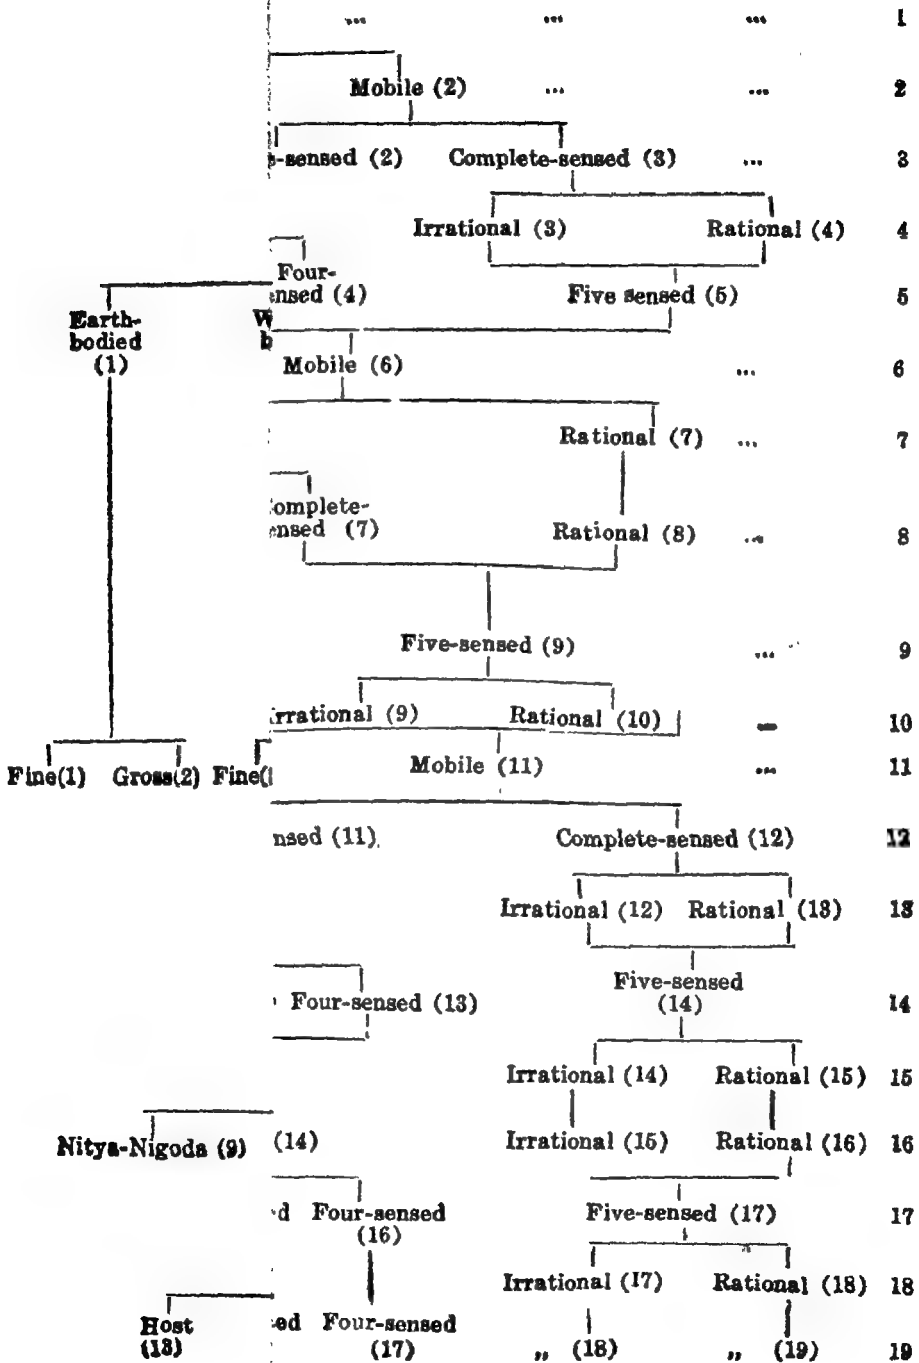 ... ... ... 1
Mobile (2) ... ... 2
-sensed (2) Complete-sensed (3) ... 3
Irrational (3) Rational (4) 4
Four-
nsed (4) Five sensed (5) 5
Earth-
bodied
(1)
W
b
Mobile (6) ... 6
Rational (7) ... 7
omplete-
nsed (7) Rational (8) ... 8
Five-sensed (9) ... 9
rrational (9) Rational (10) 10
Fine(1) Gross(2) Fine( Mobile (11) ... 11
nsed (11) Complete-sensed (12) 12
Irrational (12) Rational (13) 13
Five-sensed
Four-sensed (13) (14) 14
Irrational (14) Rational (15) 15
Nitya-Nigoda (9) (14) Irrational (15) Rational (16) 16
d Four-sensed Five-sensed (17) 17
(16)
Irrational (17) Rational (18) 18
Host ed Four-sensed
(13) (17) „ (18) „ (19) 19